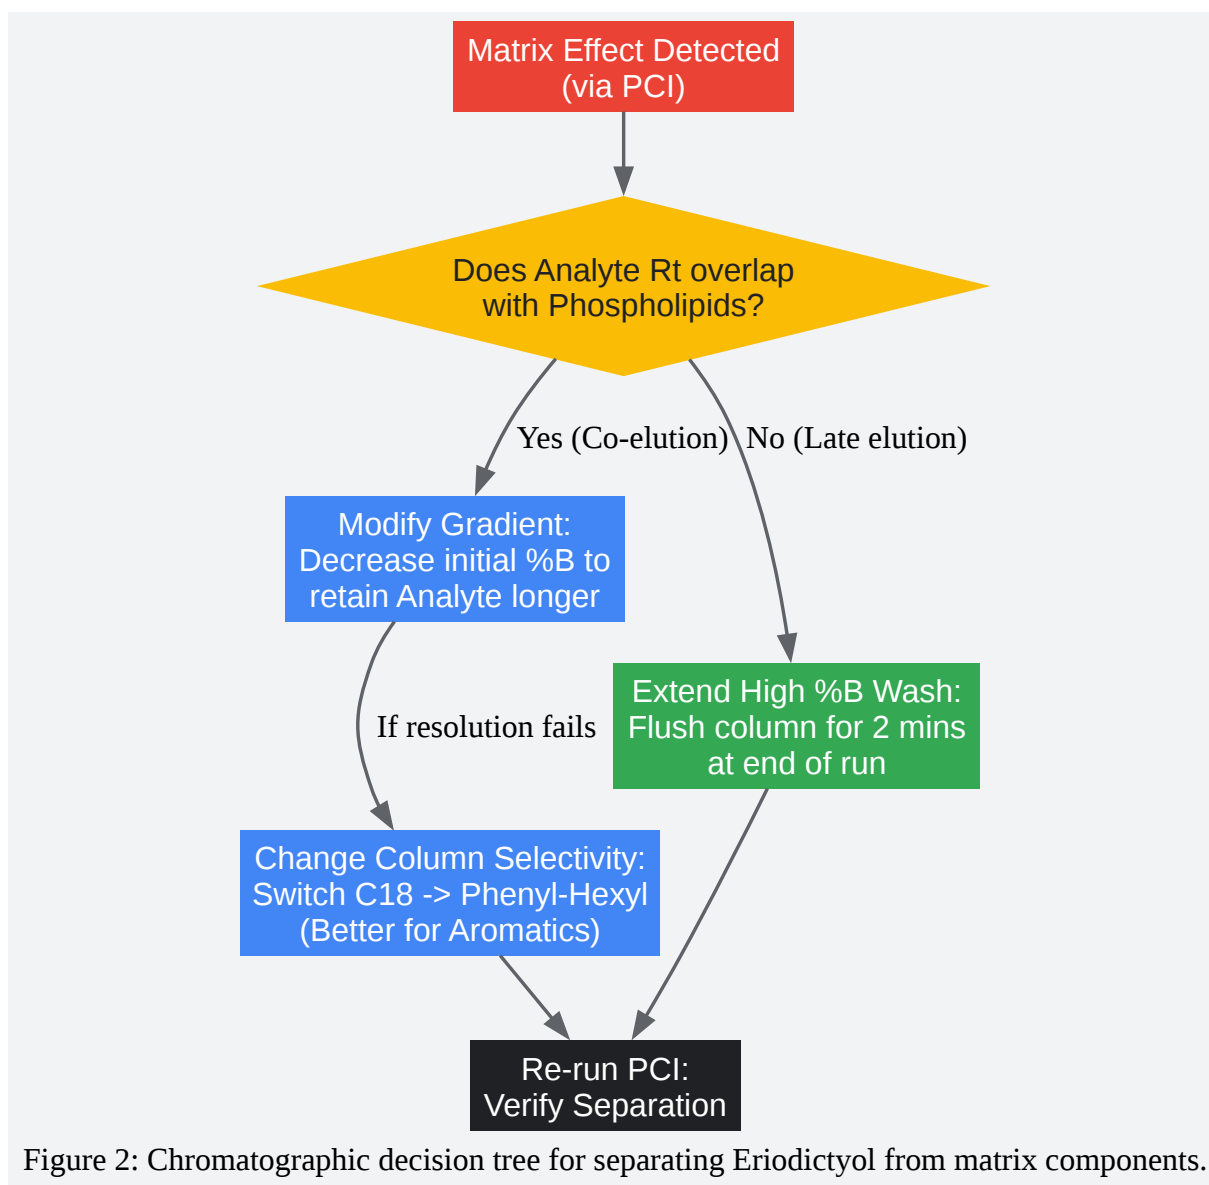 Matrix Effect Detected
(via PCI)
Does Analyte Rt overlap
with Phospholipids?
Yes (Co-elution)
No (Late elution)
Modify Gradient:
Decrease initial %B to
retain Analyte longer
Extend High %B Wash:
Flush column for 2 mins
at end of run
If resolution fails
Change Column Selectivity:
Switch C18 -> Phenyl-Hexyl
(Better for Aromatics)
Re-run PCI:
Verify Separation
Figure 2: Chromatographic decision tree for separating Eriodictyol from matrix components.